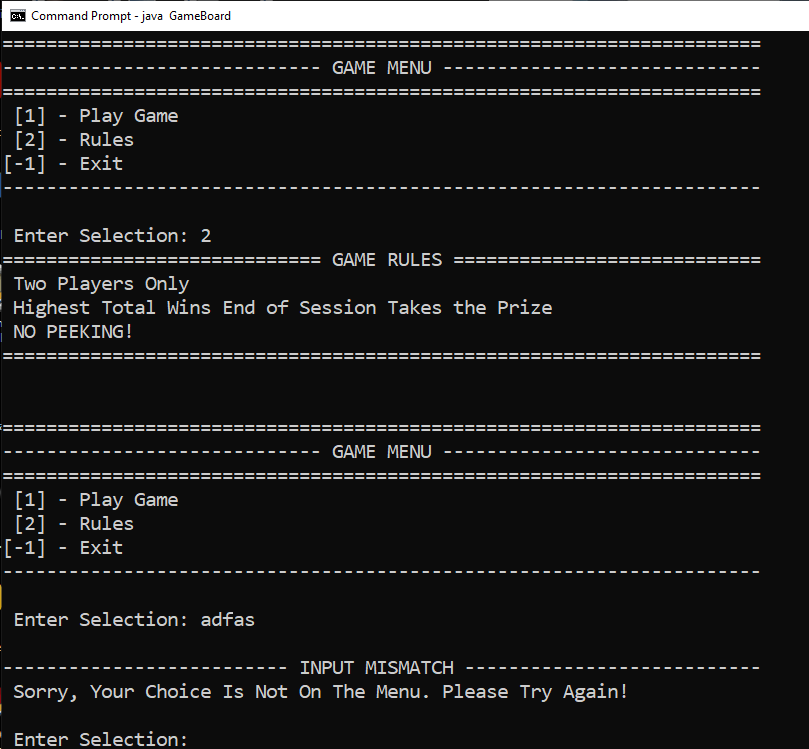 Command Prompt - java GameBoard
=====================================================================
----------------------------- GAME MENU -----------------------------
=====================================================================
[1] - Play Game
[2] - Rules
[-1] - Exit
---------------------------------------------------------------------
Enter Selection: 2
============================= GAME RULES ============================
Two Players Only
Highest Total Wins End of Session Takes the Prize
NO PEEKING!
=====================================================================
=====================================================================
----------------------------- GAME MENU -----------------------------
=====================================================================
[1] - Play Game
[2] - Rules
[-1] - Exit
---------------------------------------------------------------------
Enter Selection: adfas
-------------------------- INPUT MISMATCH ---------------------------
Sorry, Your Choice Is Not On The Menu. Please Try Again!
Enter Selection: